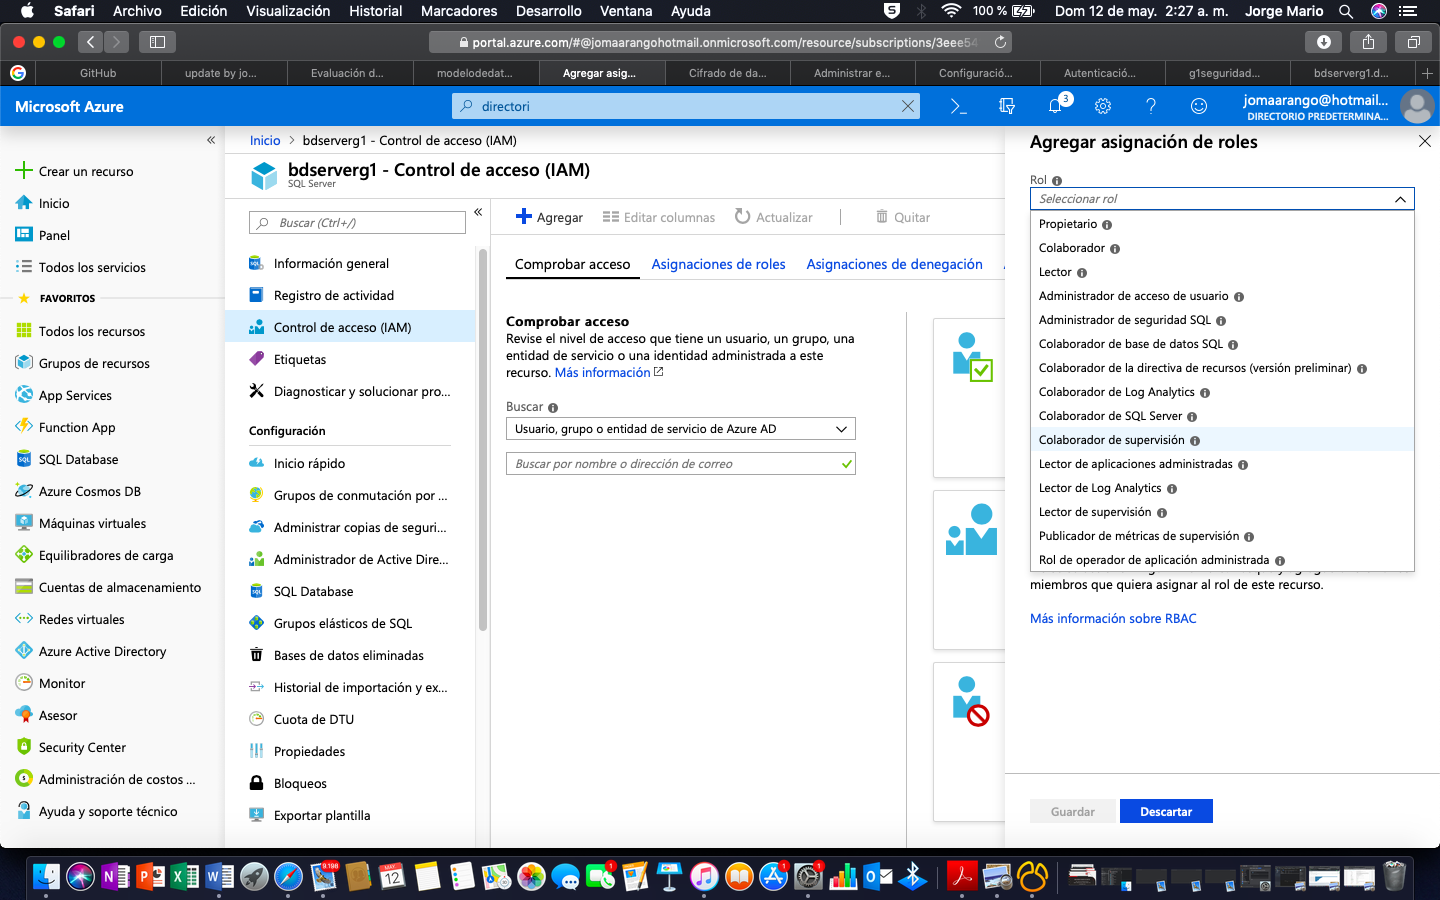 Safari Archivo Edición Visualización Historial Marcadores Desarrollo Ventana Ayuda
S 100 % Dom 12 de may. 2:27 a. m. Jorge Mario
portal.azure.com/#@jomaarangohotmail.onmicrosoft.com/resource/subscriptions/3eee54
G GitHub update by jo... Evaluación d... modelodedat... Agregar asig... Cifrado de da... Administrar e... Configuració... Autenticació... g1seguridad... bdserverg1.d...
Microsoft Azure
directori
3
jomaarango@hotmail...
DIRECTORIO PREDETERMINA...
Crear un recurso
Inicio
Panel
Todos los servicios
FAVORITOS
Todos los recursos
Grupos de recursos
App Services
Function App
SQL Database
Azure Cosmos DB
Máquinas virtuales
Equilibradores de carga
Cuentas de almacenamiento
Redes virtuales
Azure Active Directory
Monitor
Asesor
Security Center
Administración de costos ...
Ayuda y soporte técnico
Inicio > bdserverg1 - Control de acceso (IAM)
bdserverg1 - Control de acceso (IAM)
SQL Server
Buscar (Ctrl+/)
Información general
Registro de actividad
Control de acceso (IAM)
Etiquetas
Diagnosticar y solucionar pro...
Configuración
Inicio rápido
Grupos de conmutación por ...
Administrar copias de seguri...
Administrador de Active Dire...
SQL Database
Grupos elásticos de SQL
Bases de datos eliminadas
Historial de importación y ex...
Cuota de DTU
Propiedades
Bloqueos
Exportar plantilla
Agregar Editar columnas Actualizar Quitar
Comprobar acceso Asignaciones de roles Asignaciones de denegación
Comprobar acceso
Revise el nivel de acceso que tiene un usuario, un grupo, una
entidad de servicio o una identidad administrada a este
recurso. Más información
Buscar
Usuario, grupo o entidad de servicio de Azure AD
Buscar por nombre o dirección de correo
Agregar asignación de roles
Rol
Seleccionar rol
Propietario
Colaborador
Lector
Administrador de acceso de usuario
Administrador de seguridad SQL
Colaborador de base de datos SQL
Colaborador de la directiva de recursos (versión preliminar)
Colaborador de Log Analytics
Colaborador de SQL Server
Colaborador de supervisión
Lector de aplicaciones administradas
Lector de Log Analytics
Lector de supervisión
Publicador de métricas de supervisión
Rol de operador de aplicación administrada
miembros que quiera asignar al rol de este recurso.
Más información sobre RBAC
Guardar Descartar
9.198
MAY
12
1
1
1